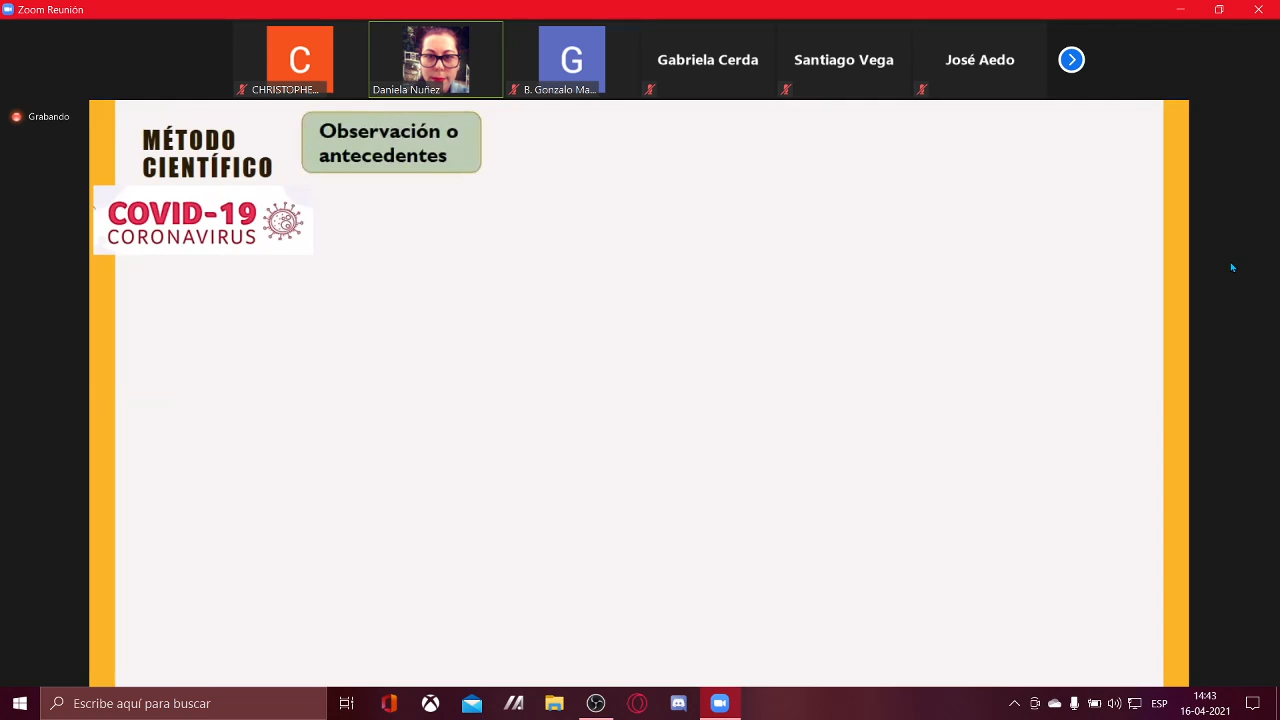 Zoom Reunión
C
G
CHRISTOPHE...
Daniela Nuñez
B. Gonzalo Ma...
Gabriela Cerda
Santiago Vega
José Aedo
Grabando
MÉTODO
CIENTÍFICO
Observación o
antecedentes
COVID-19
CORONAVIRUS
Escribe aquí para buscar
ESP
14:43
16-04-2021